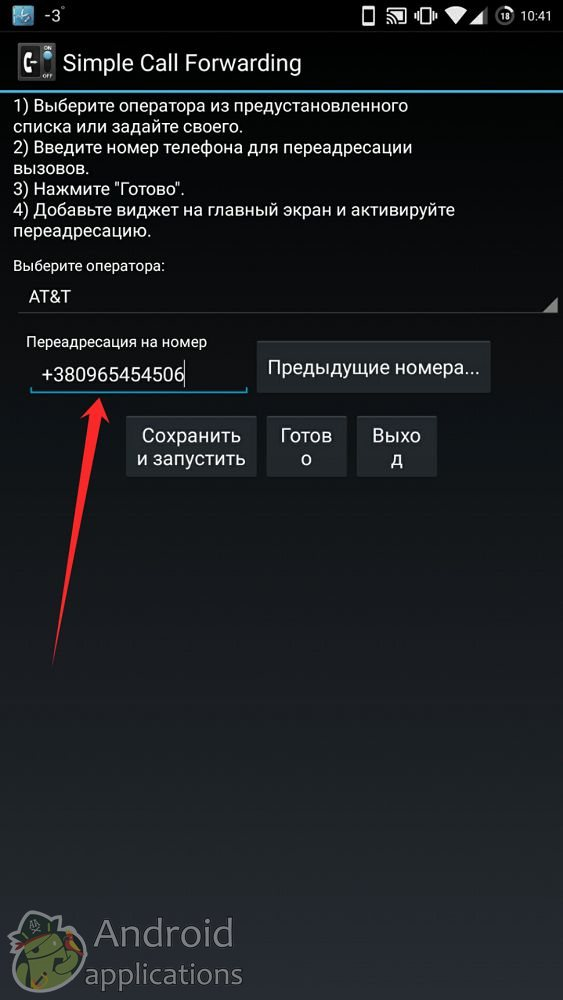 -3°
18
10:41
ON
OFF
Simple Call Forwarding
1) Выберите оператора из предустановленного
списка или задайте своего.
2) Введите номер телефона для переадресации
вызовов.
3) Нажмите "Готово".
4) Добавьте виджет на главный экран и активируйте
переадресацию.
Выберите оператора:
AT&T
Переадресация на номер
+380965454506
Предыдущие номера...
Сохранить
и запустить
Готов
о
Выхо
д
Android
applications